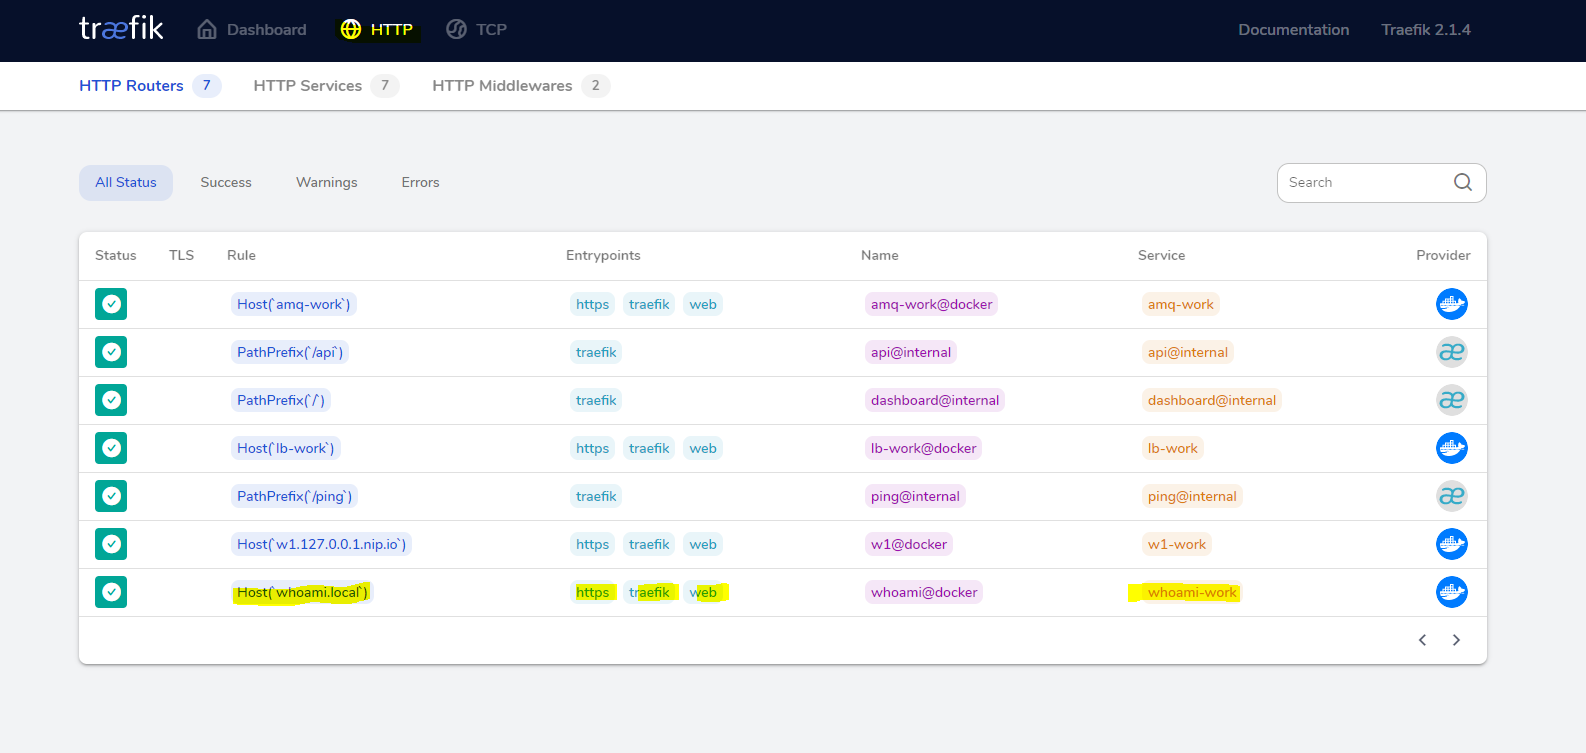 træfik Dashboard HTTP TCP Documentation Traefik 2.1.4
HTTP Routers 7 HTTP Services 7 HTTP Middlewares 2
All Status Success Warnings Errors Search
Status TLS Rule Entrypoints Name Service Provider
Host(`amq-work`) https traefik web amq-work@docker amq-work
PathPrefix(`/api`) traefik api@internal api@internal æ
PathPrefix(`/`) traefik dashboard@internal dashboard@internal æ
Host(`lb-work`) https traefik web lb-work@docker lb-work
PathPrefix(`/ping`) traefik ping@internal ping@internal æ
Host(`w1.127.0.0.1.nip.io`) https traefik web w1@docker w1-work
Host(`whoami.local`) https traefik web whoami@docker whoami-work